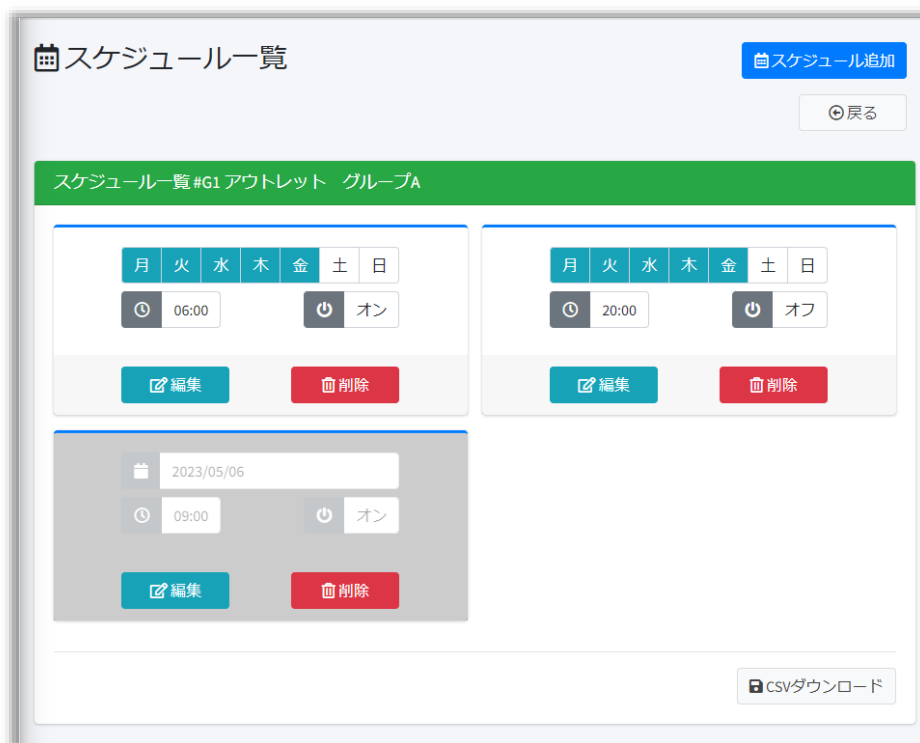 スケジュール一覧
スケジュール追加
戻る
スケジュール一覧 #G1 アウトレット　グループA
月 火 水 木 金 土 日
06:00 オン
編集 削除
月 火 水 木 金 土 日
20:00 オフ
編集 削除
2023/05/06
09:00 オン
編集 削除
CSVダウンロード